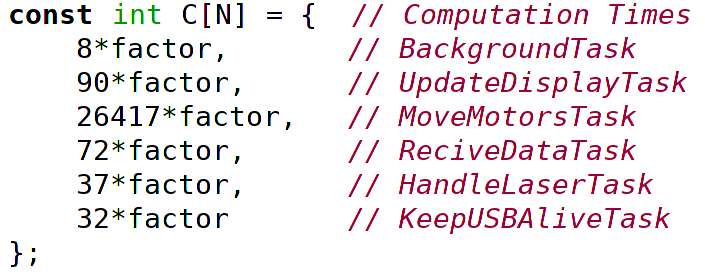 const int C[N] = {  // Computation Times
    8*factor,       // BackgroundTask
    90*factor,      // UpdateDisplayTask
    26417*factor,   // MoveMotorsTask
    72*factor,      // ReciveDataTask
    37*factor,      // HandleLaserTask
    32*factor       // KeepUSBAliveTask
};